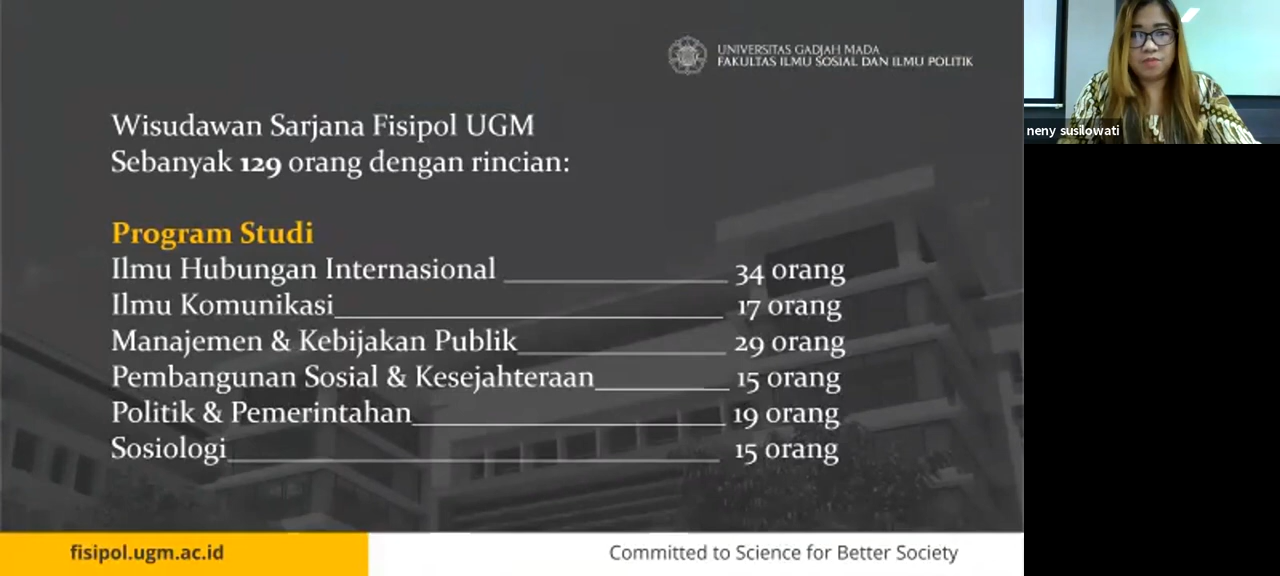 UNIVERSITAS GADJAH MADA
FAKULTAS ILMU SOSIAL DAN ILMU POLITIK
Wisudawan Sarjana Fisipol UGM
Sebanyak 129 orang dengan rincian:
Program Studi
Ilmu Hubungan Internasional 34 orang
Ilmu Komunikasi 17 orang
Manajemen & Kebijakan Publik 29 orang
Pembangunan Sosial & Kesejahteraan 15 orang
Politik & Pemerintahan 19 orang
Sosiologi 15 orang
fisipol.ugm.ac.id
Committed to Science for Better Society
neny susilowati